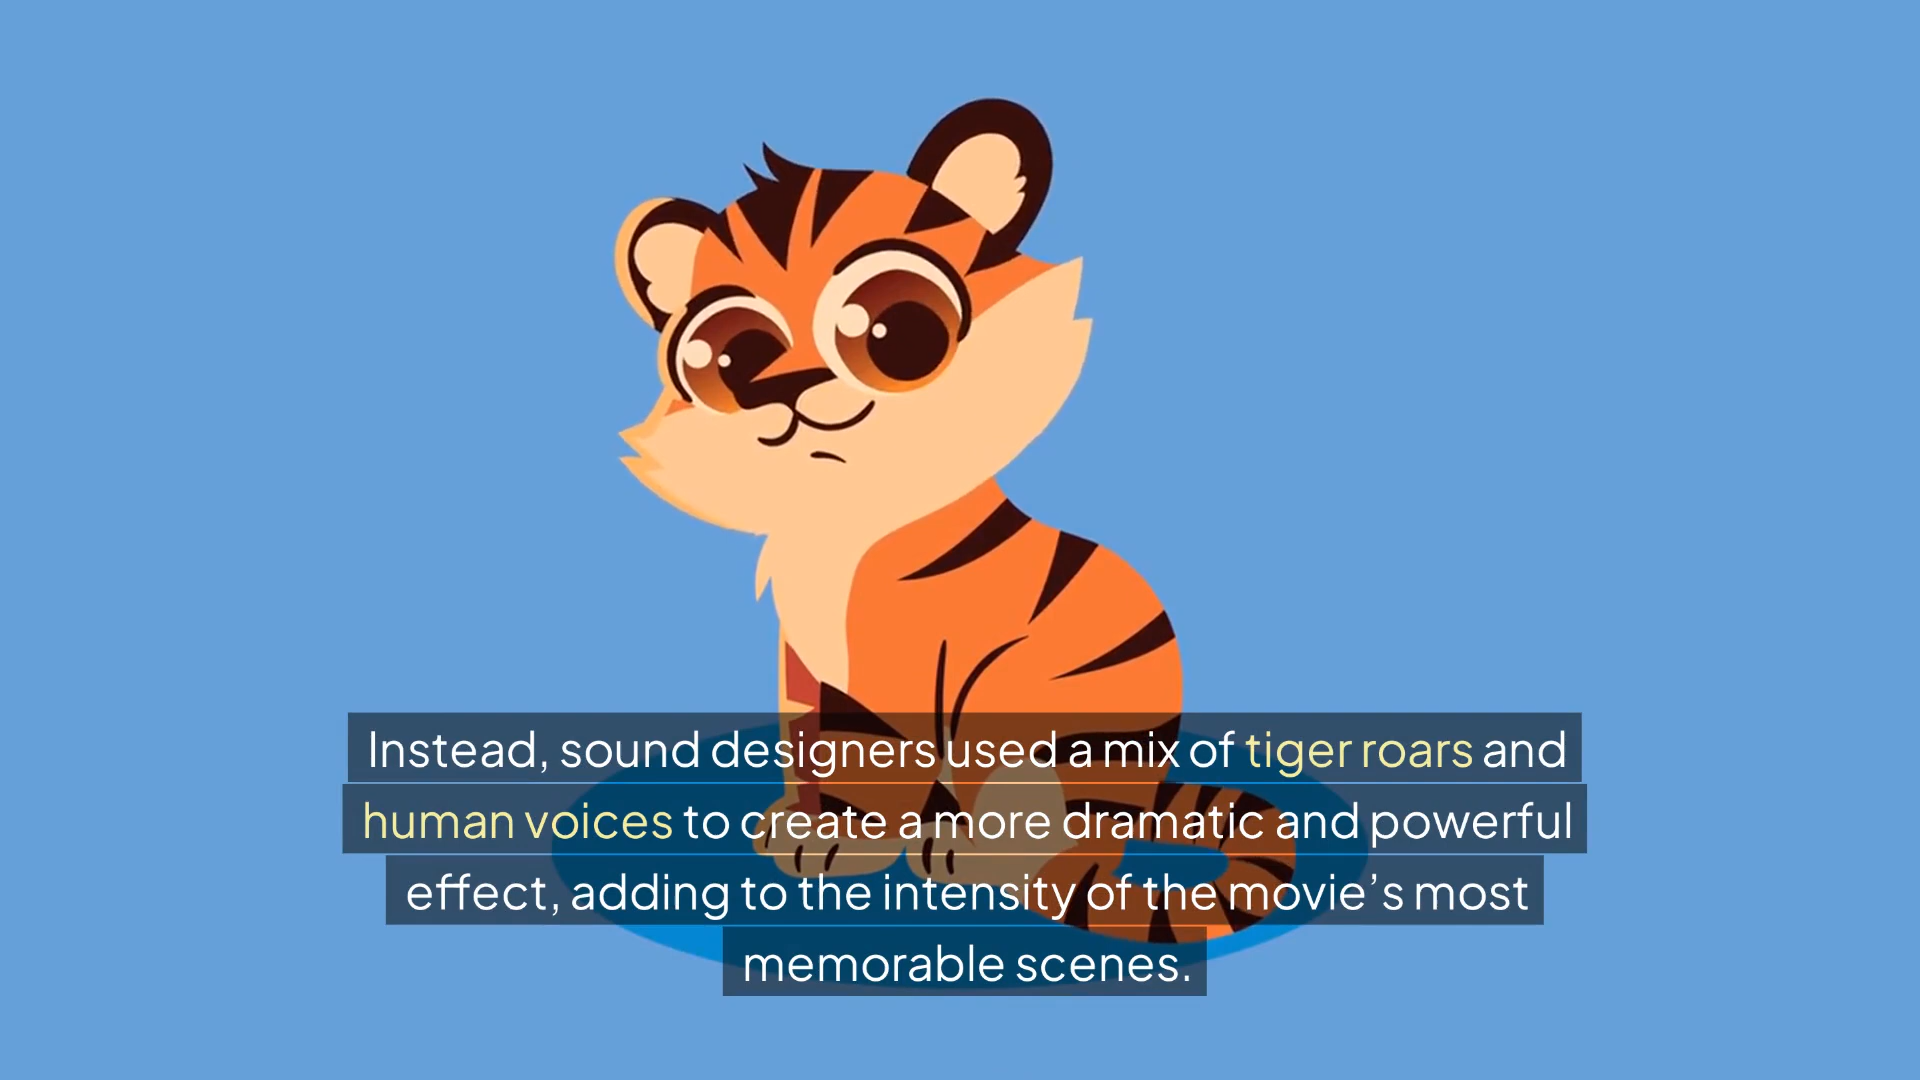 Instead, sound designers used a mix of tiger roars and
human voices to create a more dramatic and powerful
effect, adding to the intensity of the movie’s most
memorable scenes.